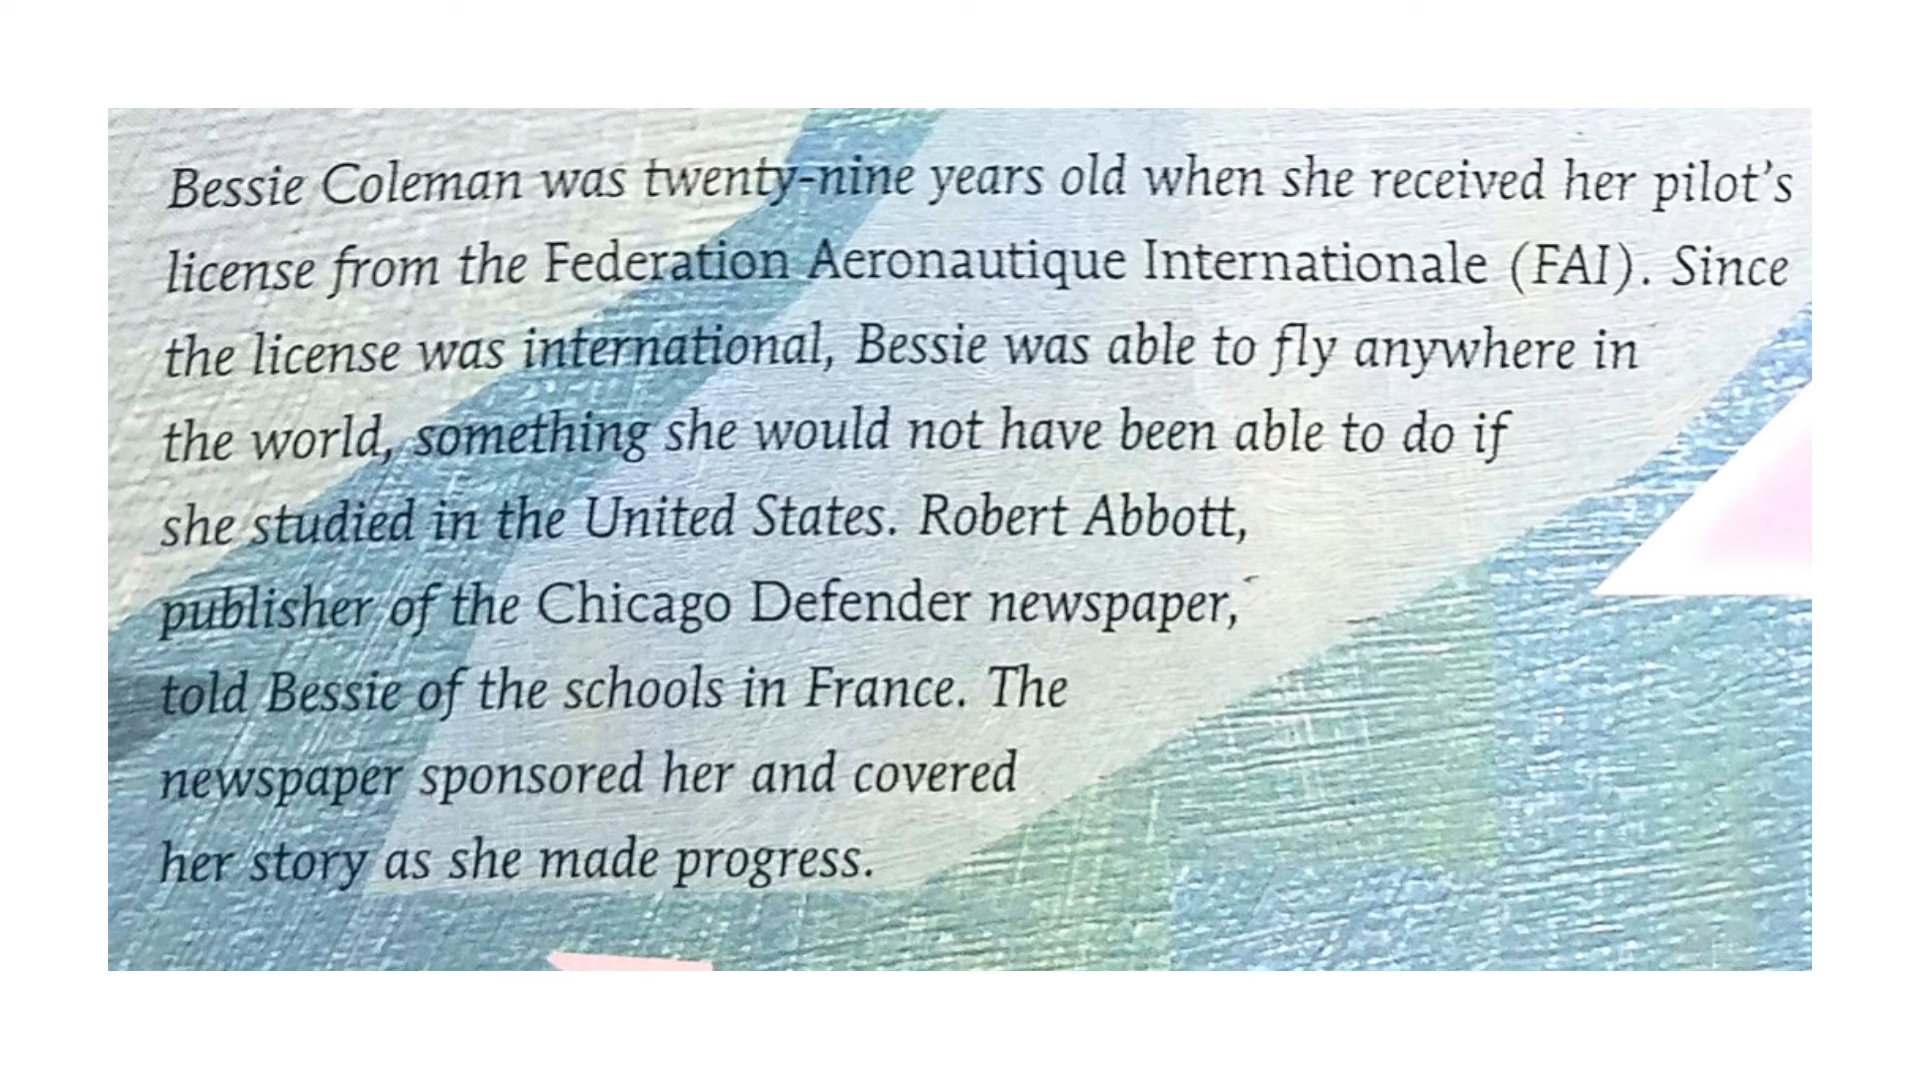 Bessie Coleman was twenty-nine years old when she received her pilot's
license from the Federation Aeronautique Internationale (FAI). Since
the license was international, Bessie was able to fly anywhere in
the world, something she would not have been able to do if
she studied in the United States. Robert Abbott,
publisher of the Chicago Defender newspaper,
told Bessie of the schools in France. The
newspaper sponsored her and covered
her story as she made progress.